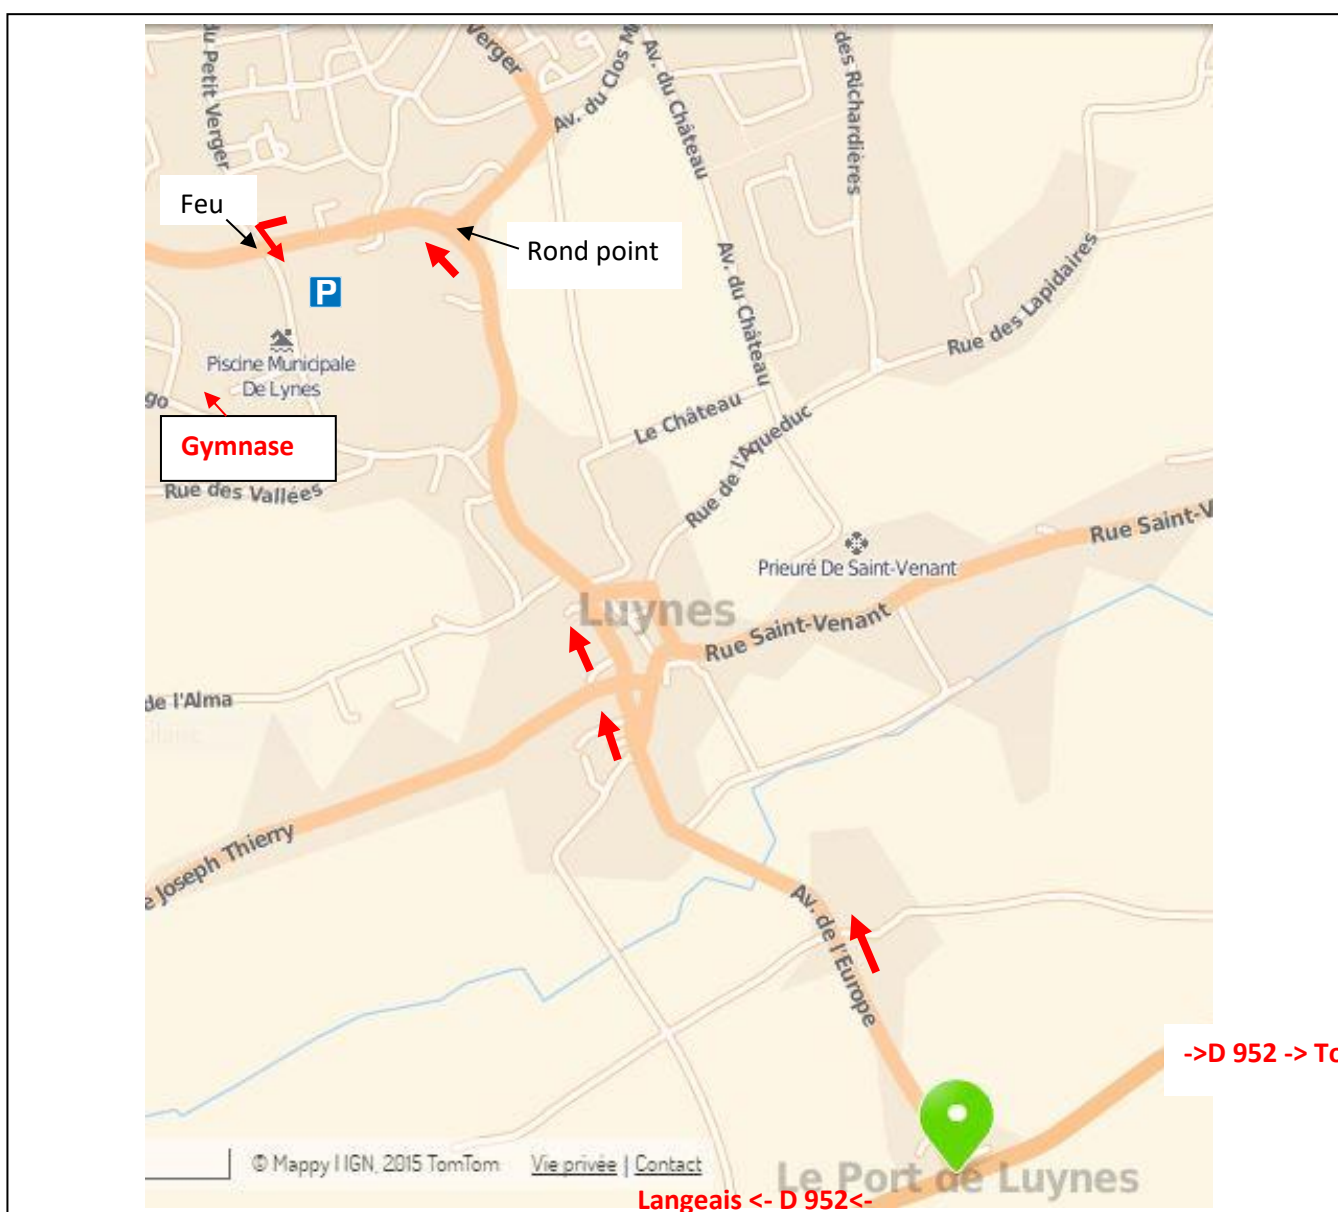 Verger
Av. du Clos M
du Petit Verger
Av. du Château
des Richardières
Feu
Rond point
P
Av. du Château
Rue des Lapidaires
Piscine Municipale
De Lynes
go
Gymnase
Le Château
Rue de l'Aqueduc
Rue des Vallées
Rue Saint-V
Prieuré De Saint-Venant
Luynes
Rue Saint-Venant
de l'Alma
e Joseph Thierry
Av. de l'Europe
->D 952 -> To
© Mappy | IGN, 2015 TomTom Vie privée | Contact
Le Port de Luynes
Langeais <- D 952<-